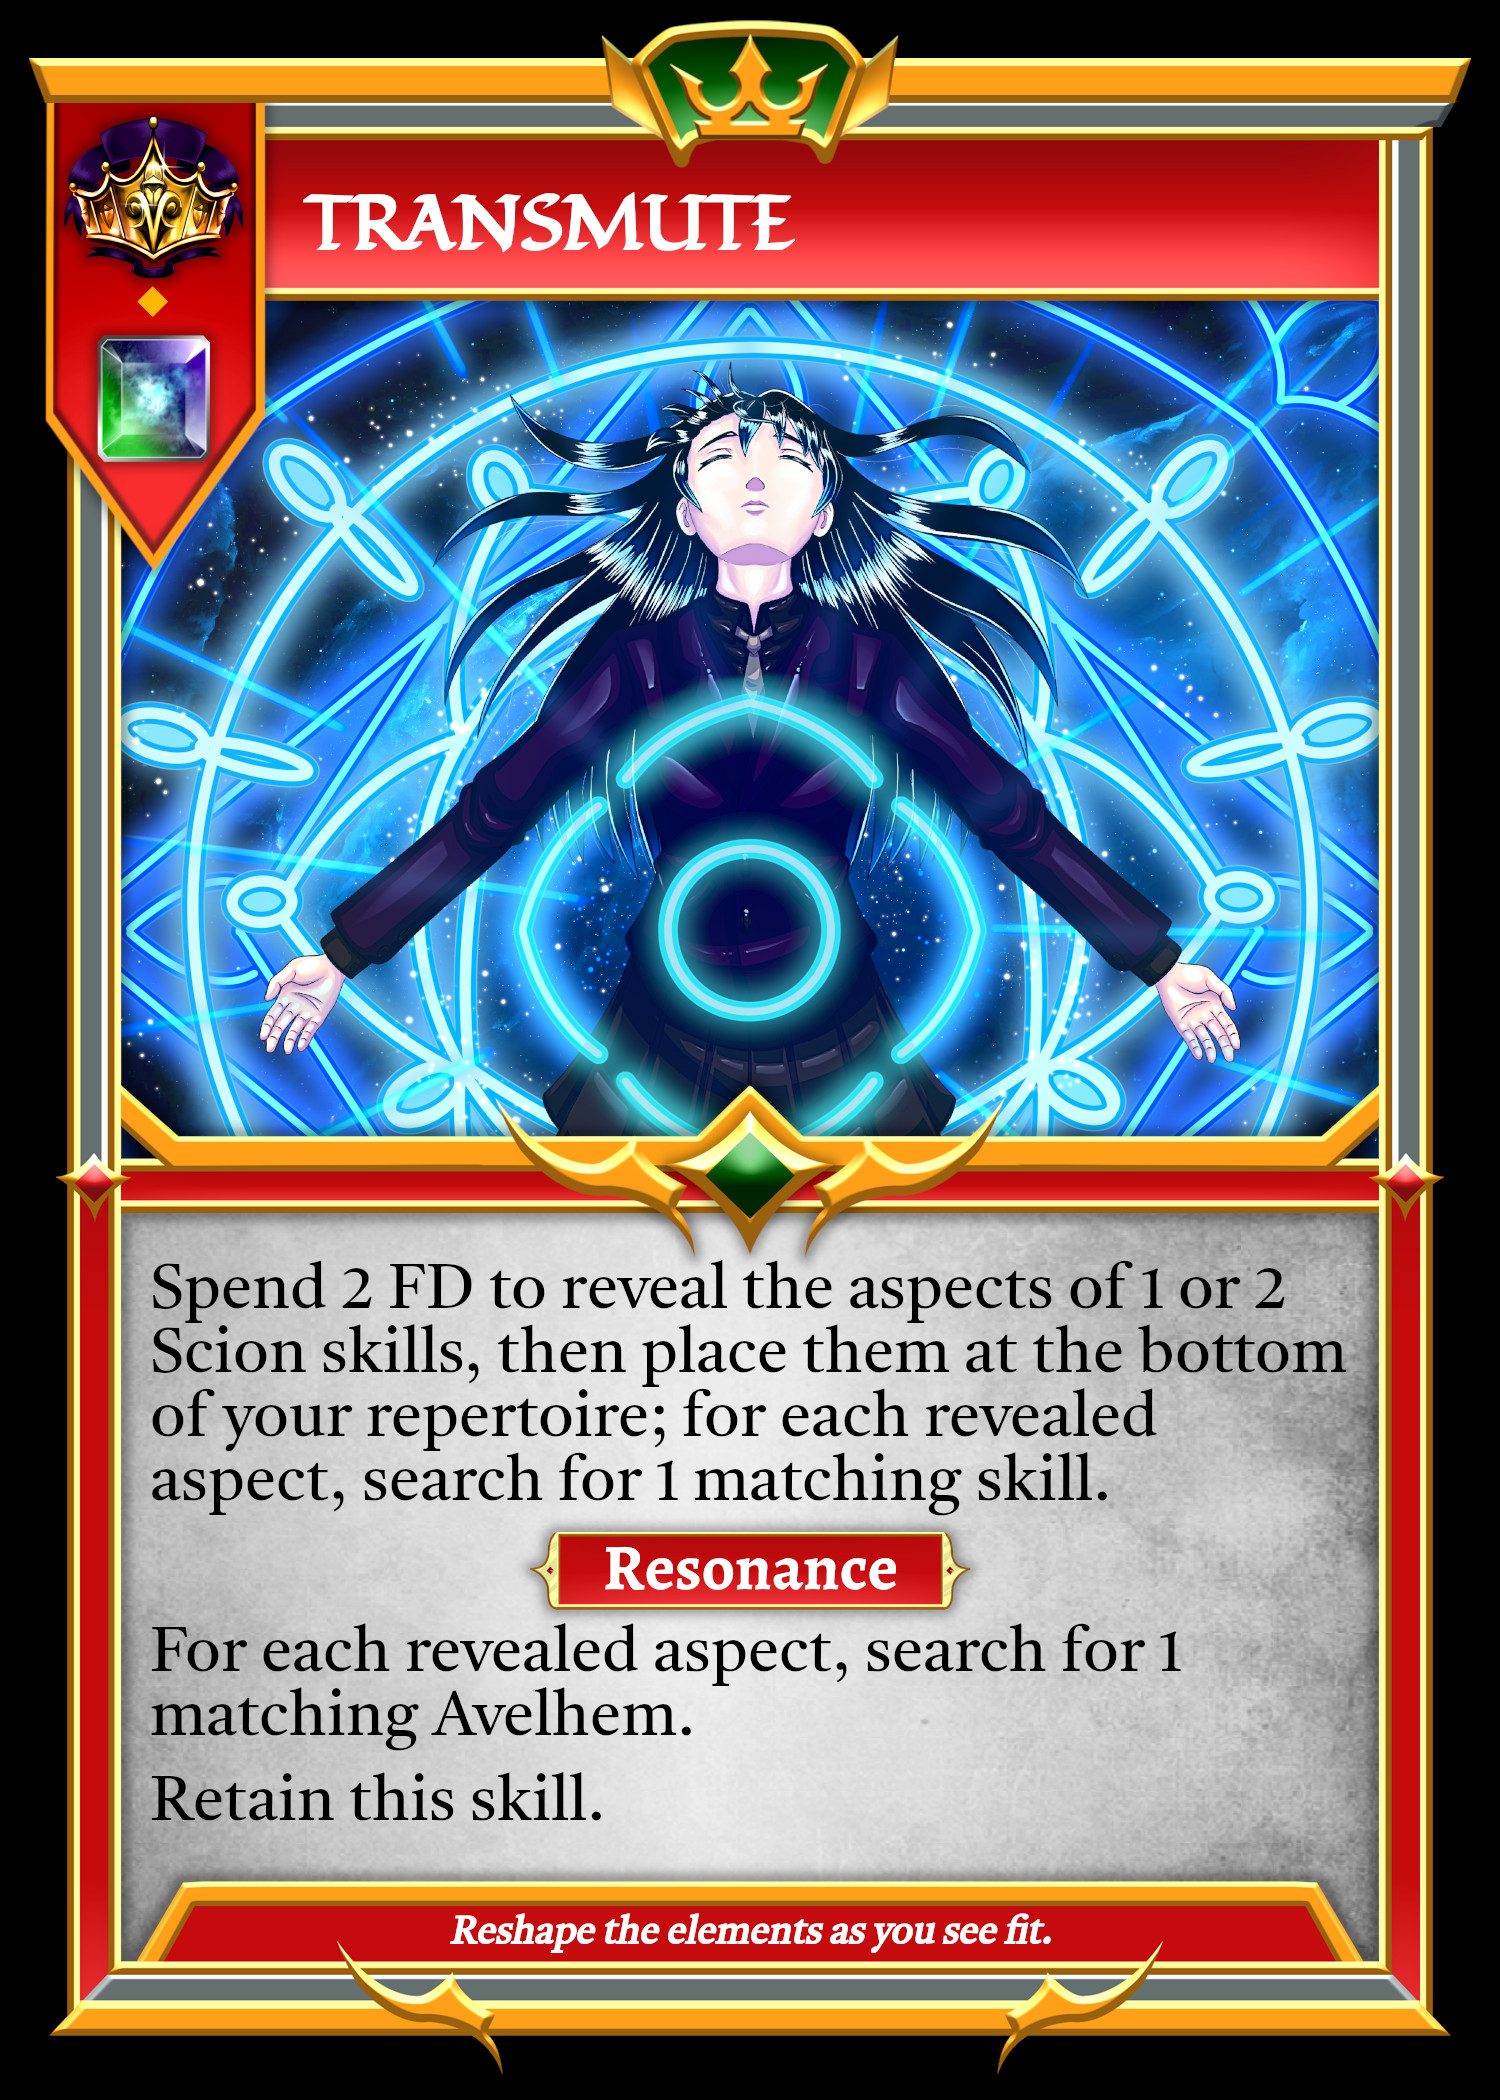 TRANSMUTE
Spend 2 FD to reveal the aspects of 1 or 2
Scion skills, then place them at the bottom
of your repertoire; for each revealed
aspect, search for 1 matching skill.
Resonance
For each revealed aspect, search for 1
matching Avelhem.
Retain this skill.
Reshape the elements as you see fit.